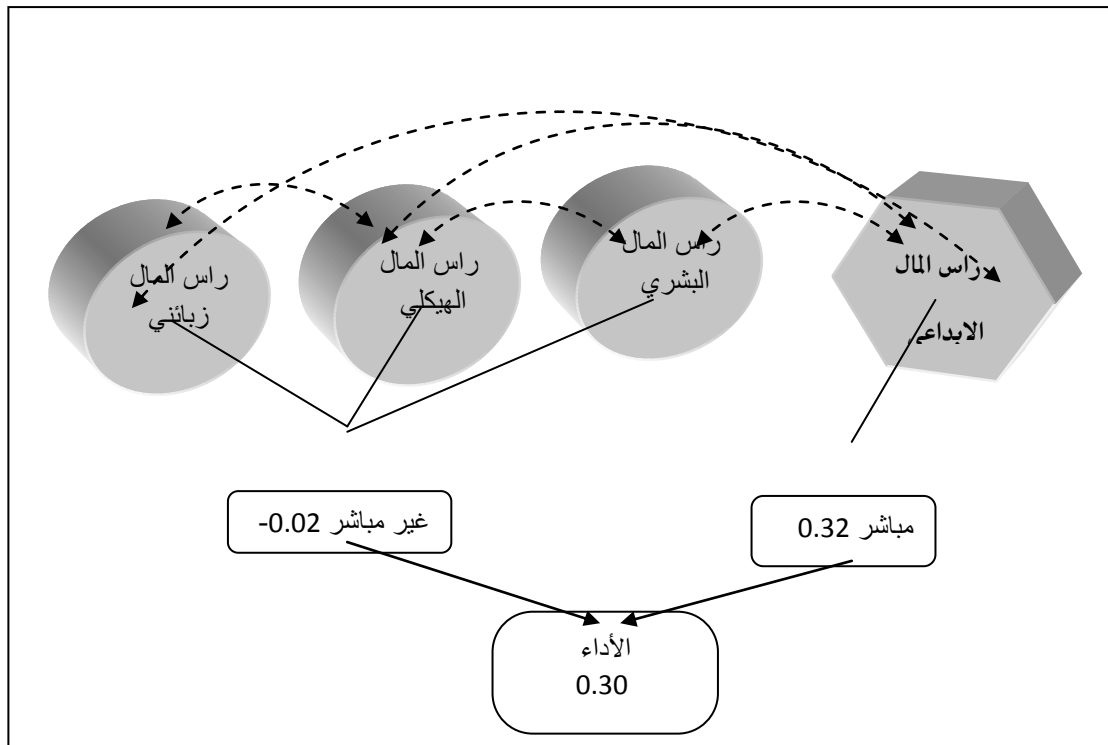 راس المال
البشري
راس المال
الابداعي
راس المال
الهيكلي
راس المال
زبائني
مباشر 0.32
غير مباشر 0.02-
الأداء
0.30